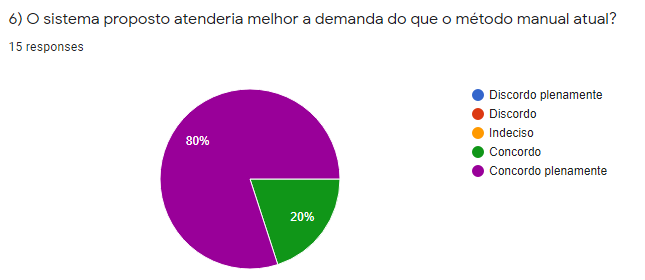 6) O sistema proposto atenderia melhor a demanda do que o método manual atual?
15 responses
Discordo plenamente
Discordo
Indeciso
Concordo
Concordo plenamente
80%
20%